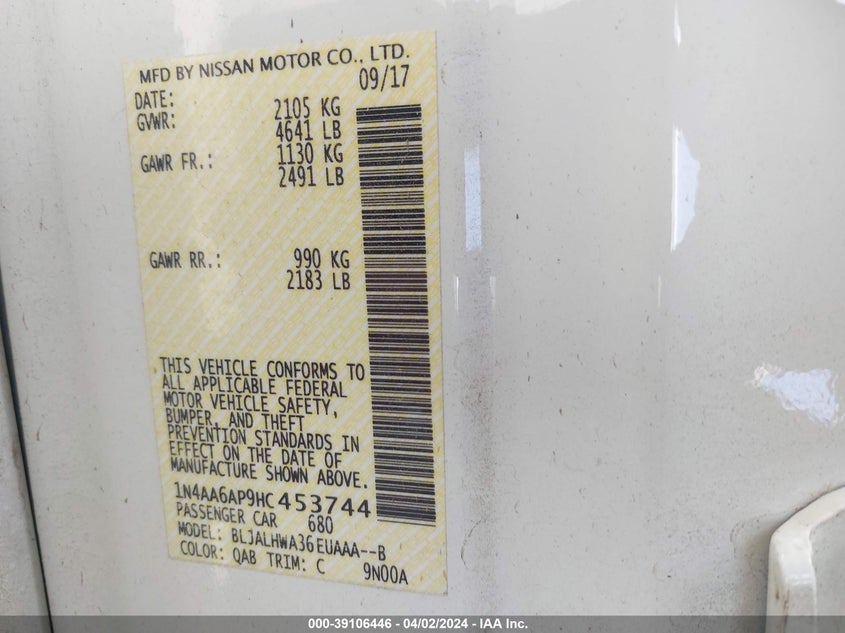 MFD BY NISSAN MOTOR CO., LTD.
DATE: 09/17
GVWR: 2105 KG
4641 LB
GAWR FR.: 1130 KG
2491 LB
GAWR RR.: 990 KG
2183 LB
THIS VEHICLE CONFORMS TO
ALL APPLICABLE FEDERAL
MOTOR VEHICLE SAFETY,
BUMPER, AND THEFT
PREVENTION STANDARDS IN
EFFECT ON THE DATE OF
MANUFACTURE SHOWN ABOVE.
1N4AA6AP9HC453744
PASSENGER CAR 680
MODEL: BLJALHWA36EUAAA--B
COLOR: QAB TRIM: C 9N00A
000-39106446 - 04/02/2024 - IAA Inc.